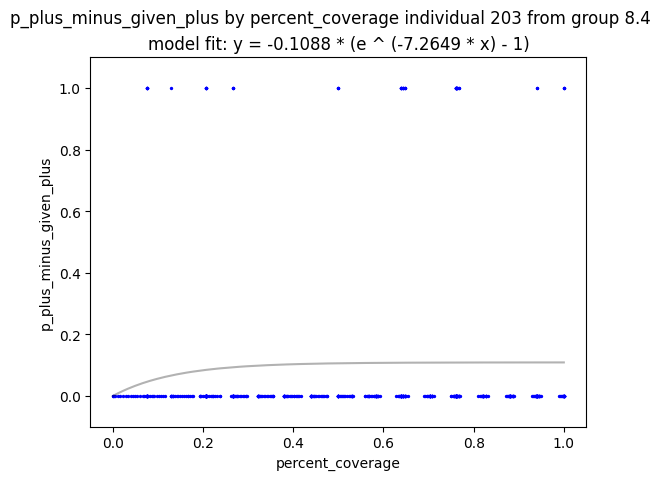 p_plus_minus_given_plus by percent_coverage individual 203 from group 8.4
model fit: y = -0.1088 * (e ^ (-7.2649 * x) - 1)
1.0
0.8
0.6
0.4
0.2
0.0
p_plus_minus_given_plus
0.0 0.2 0.4 0.6 0.8 1.0
percent_coverage